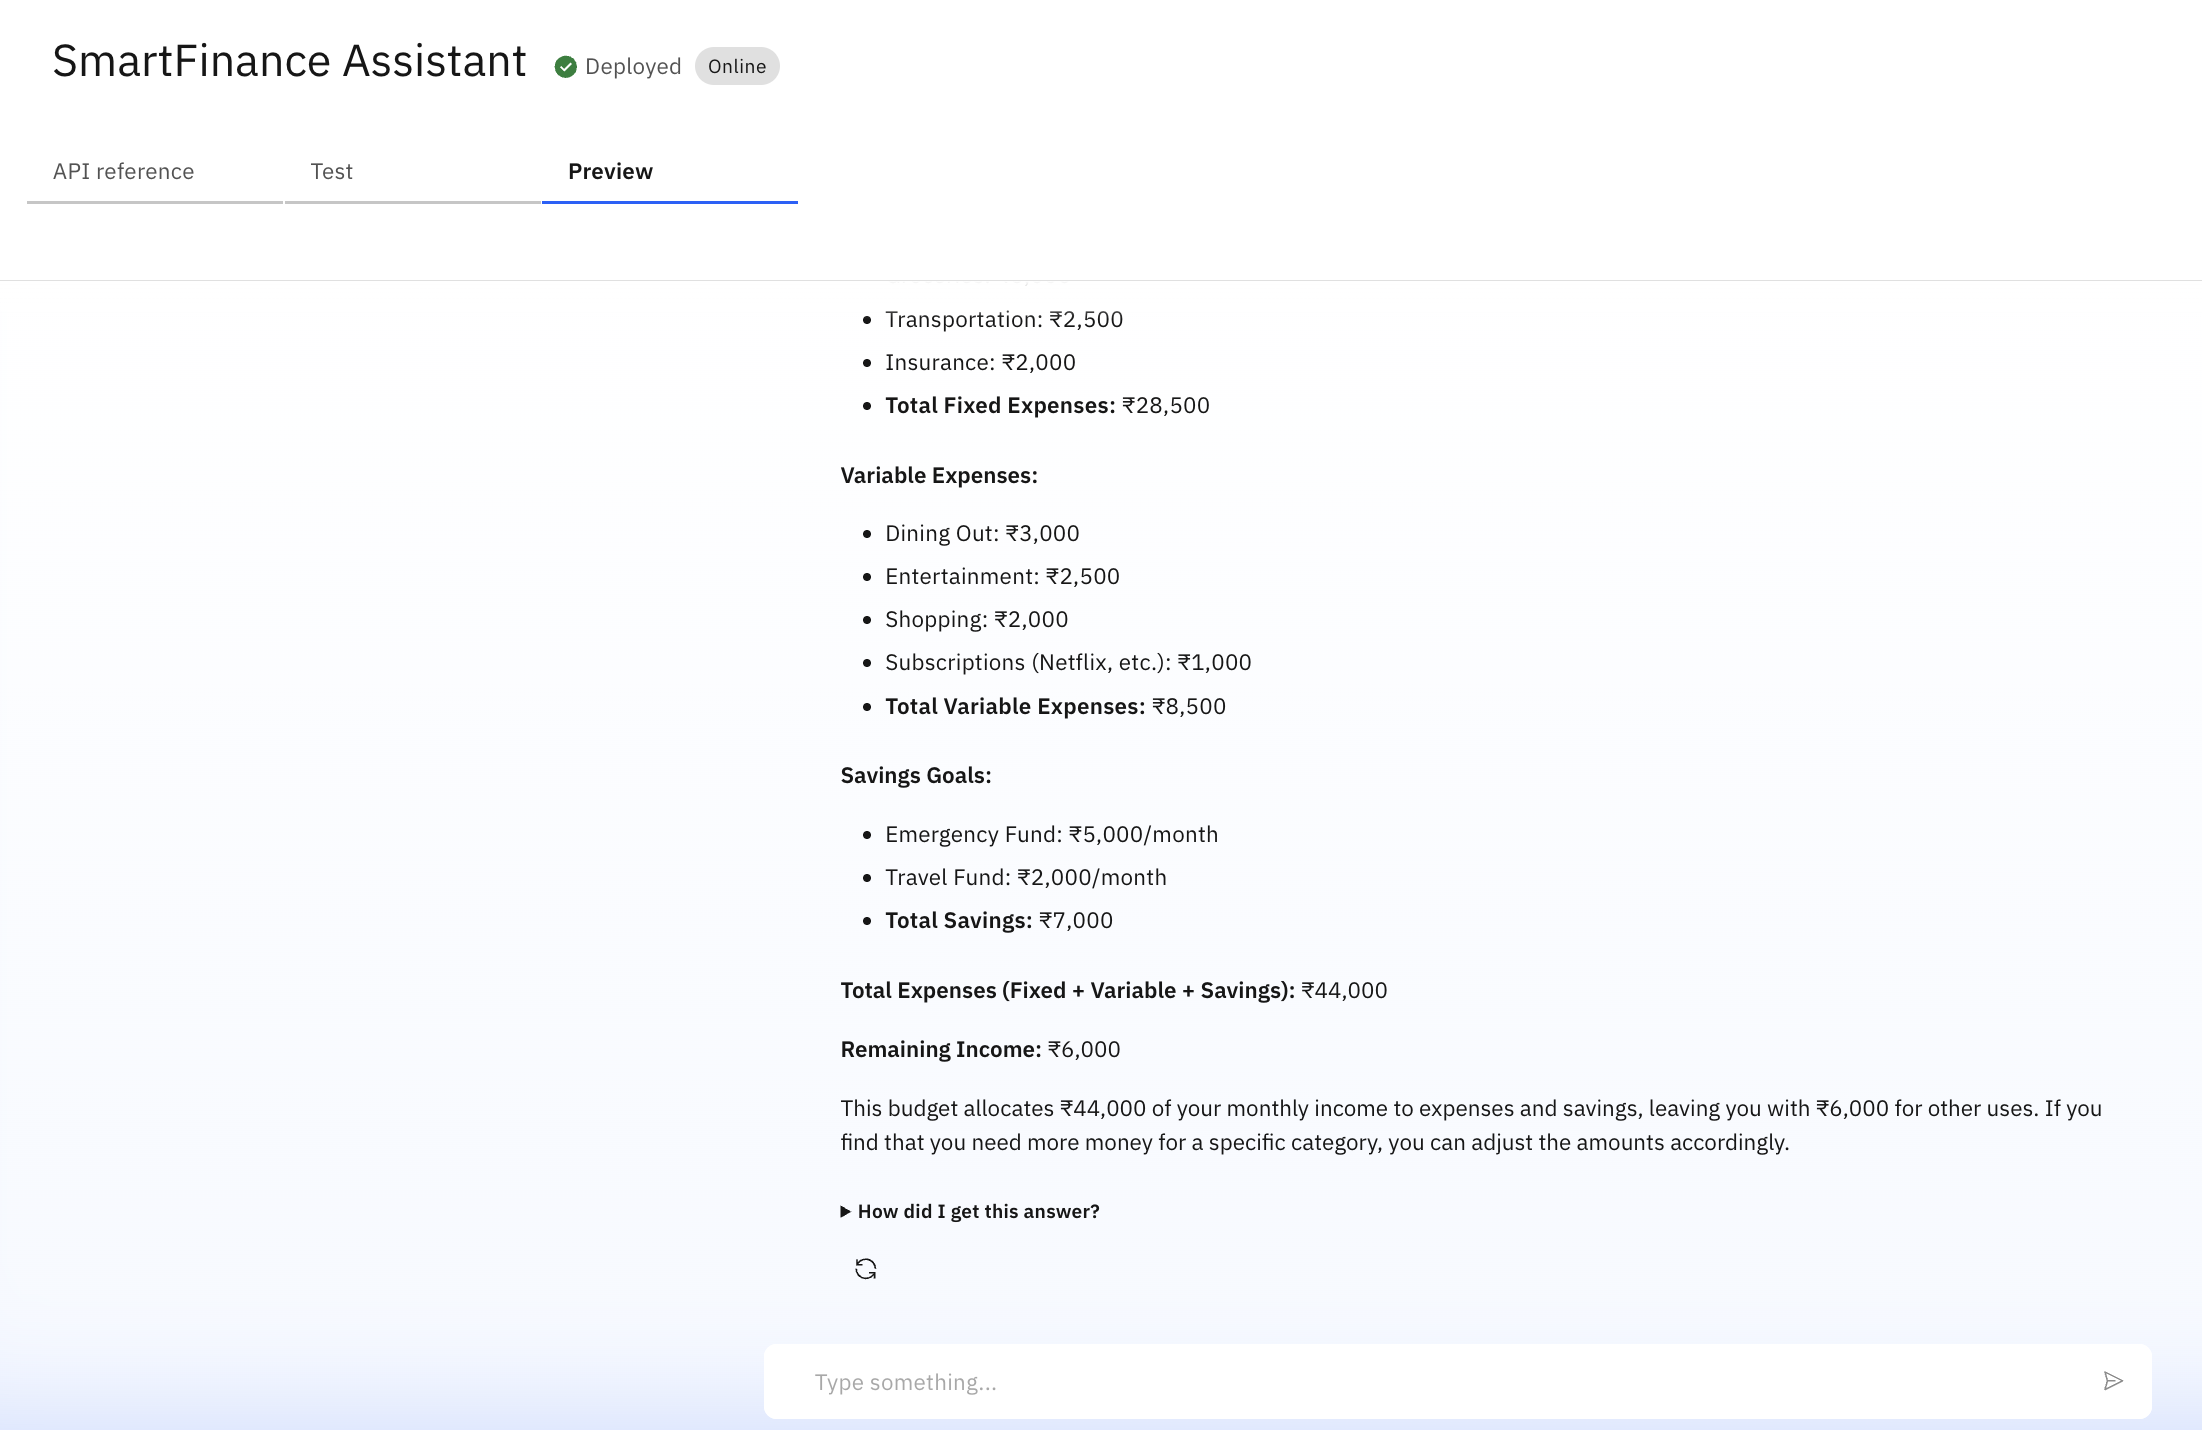 SmartFinance Assistant Deployed Online
API reference Test Preview
• Transportation: ₹2,500
• Insurance: ₹2,000
• Total Fixed Expenses: ₹28,500
Variable Expenses:
• Dining Out: ₹3,000
• Entertainment: ₹2,500
• Shopping: ₹2,000
• Subscriptions (Netflix, etc.): ₹1,000
• Total Variable Expenses: ₹8,500
Savings Goals:
• Emergency Fund: ₹5,000/month
• Travel Fund: ₹2,000/month
• Total Savings: ₹7,000
Total Expenses (Fixed + Variable + Savings): ₹44,000
Remaining Income: ₹6,000
This budget allocates ₹44,000 of your monthly income to expenses and savings, leaving you with ₹6,000 for other uses. If you
find that you need more money for a specific category, you can adjust the amounts accordingly.
How did I get this answer?
Type something...